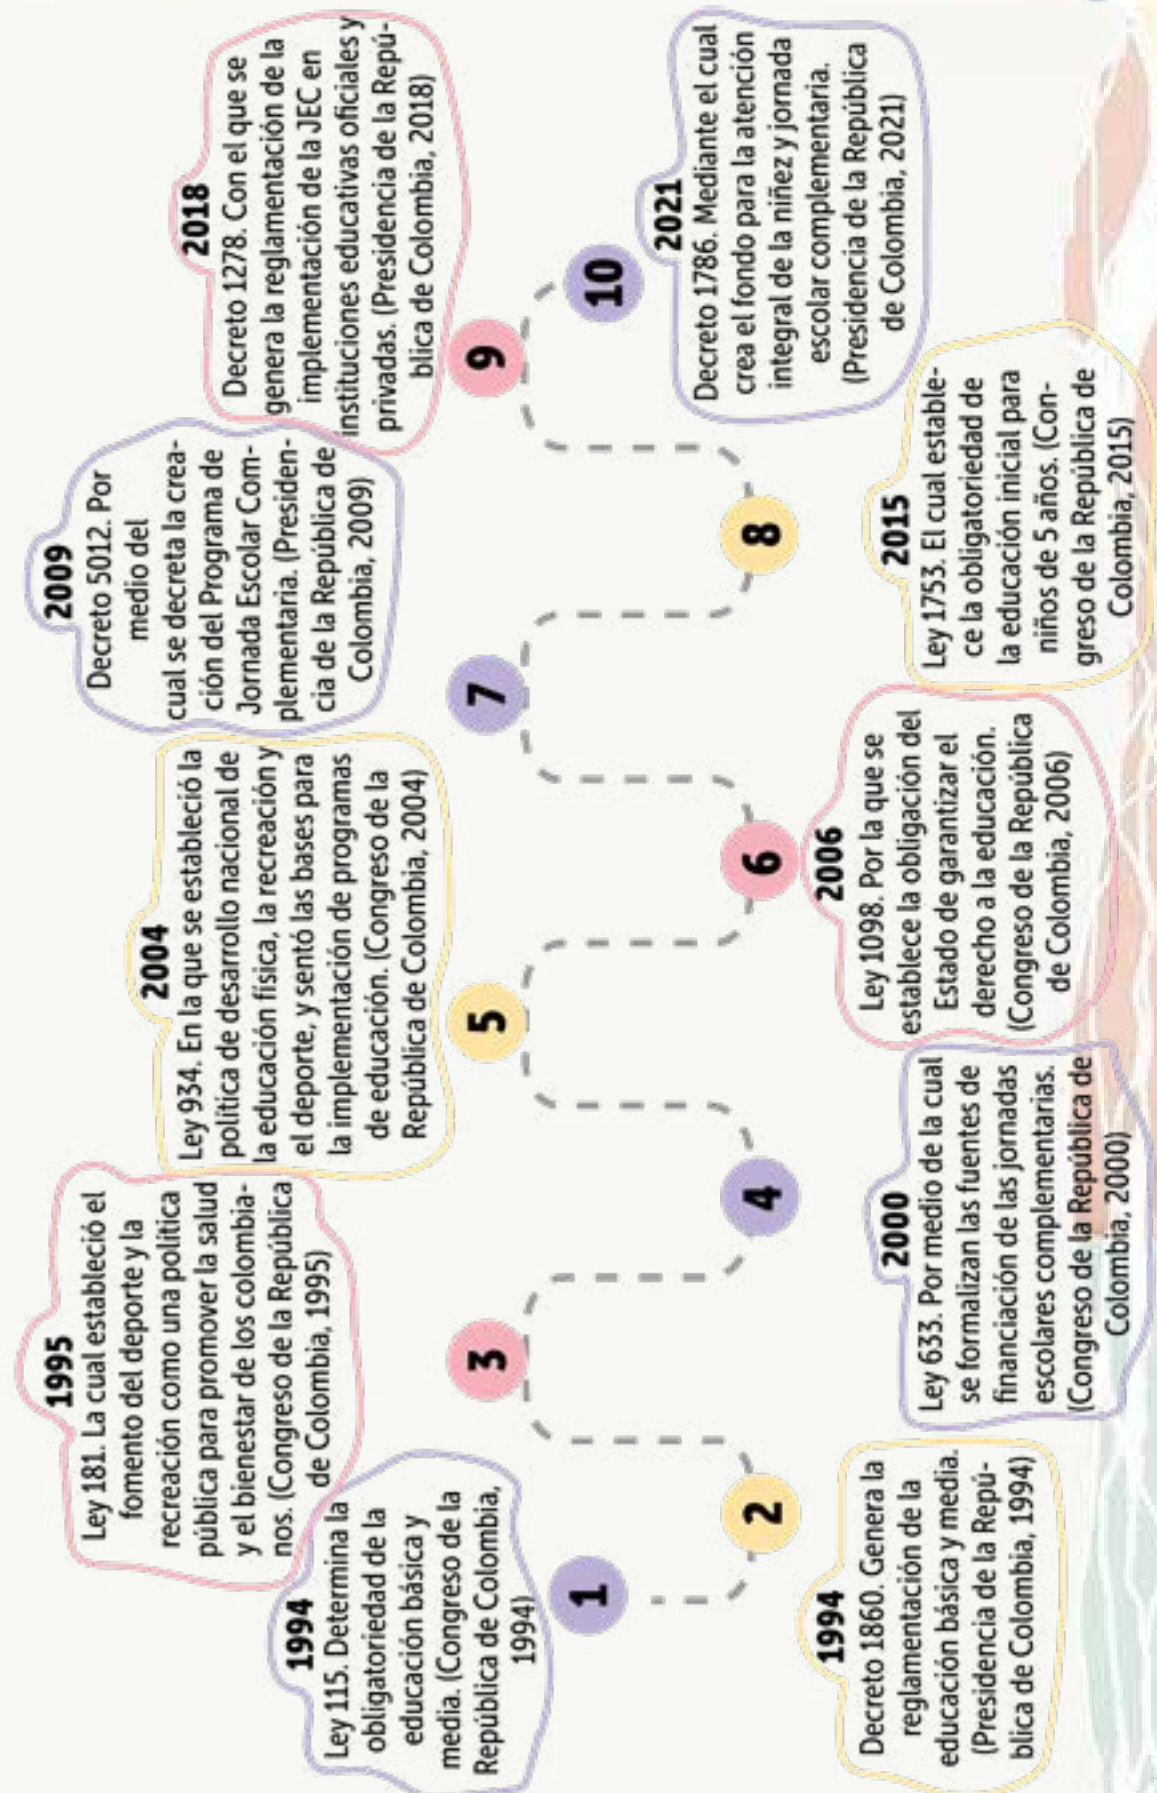 1994
Ley 115. Determina la
obligatoriedad de la
educación básica y
media. (Congreso de la
República de Colombia,
1994)
1
2
1994
Decreto 1860. Genera la
reglamentación de la
educación básica y media.
(Presidencia de la Repú-
blica de Colombia, 1994)
1995
Ley 181. La cual estableció el
fomento del deporte y la
recreación como una política
pública para promover la salud
y el bienestar de los colombia-
nos. (Congreso de la República
de Colombia, 1995)
3
4
2000
Ley 633. Por medio de la cual
se formalizan las fuentes de
financiación de las jornadas
escolares complementarias.
(Congreso de la República de
Colombia, 2000)
2004
Ley 934. En la que se estableció la
política de desarrollo nacional de
la educación física, la recreación y
el deporte, y sentó las bases para
la implementación de programas
de educación. (Congreso de la
República de Colombia, 2004)
5
6
2006
Ley 1098. Por la que se
establece la obligación del
Estado de garantizar el
derecho a la educación.
(Congreso de la República
de Colombia, 2006)
2009
Decreto 5012. Por
medio del
cual se decreta la crea-
ción del Programa de
Jornada Escolar Com-
plementaria. (Presiden-
cia de la República de
Colombia, 2009)
7
8
2015
Ley 1753. El cual estable-
ce la obligatoriedad de
la educación inicial para
niños de 5 años. (Con-
greso de la República de
Colombia, 2015)
2018
Decreto 1278. Con el que se
genera la reglamentación de la
implementación de la JEC en
instituciones educativas oficiales y
privadas. (Presidencia de la Repú-
blica de Colombia, 2018)
9
10
2021
Decreto 1786. Mediante el cual
crea el fondo para la atención
integral de la niñez y jornada
escolar complementaria.
(Presidencia de la República
de Colombia, 2021)